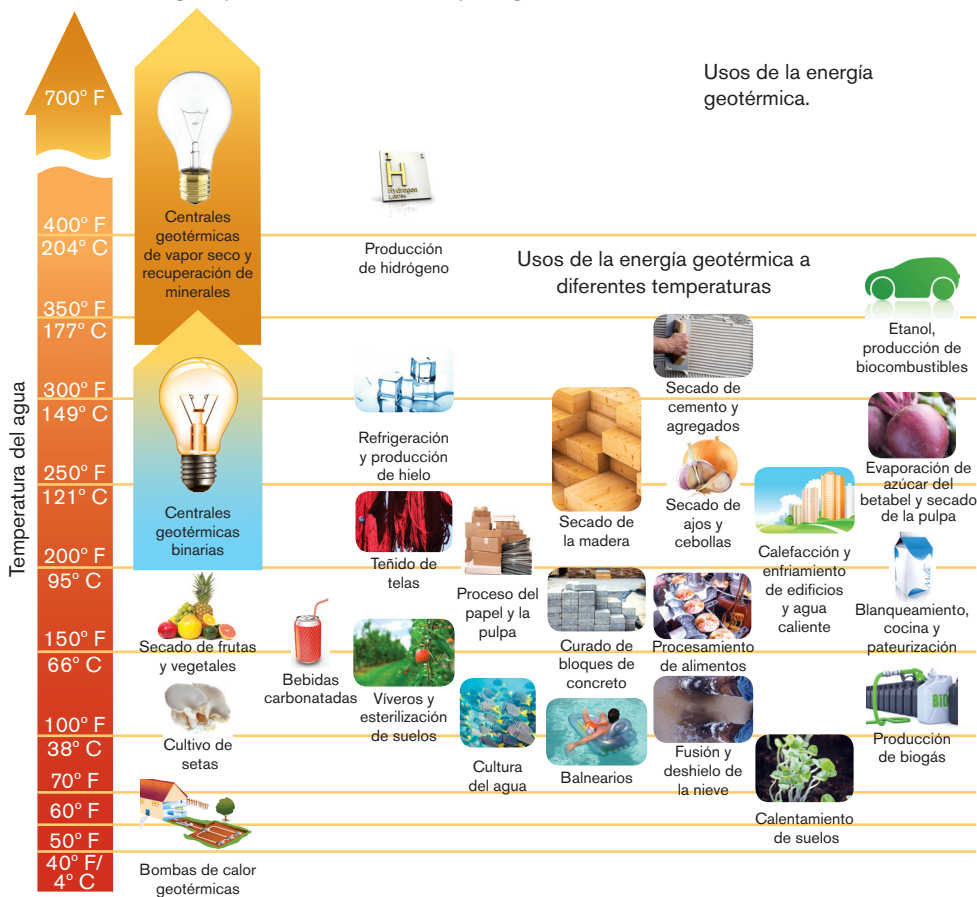 Usos de la energía
geotérmica.
Temperatura del agua
700° F
400° F
204° C
350° F
177° C
300° F
149° C
250° F
121° C
200° F
95° C
150° F
66° C
100° F
38° C
70° F
60° F
50° F
40° F/
4° C
Centrales
geotérmicas
de vapor seco y
recuperación de
minerales
Centrales
geotérmicas
binarias
1
H
Hydrogen
Producción
de hidrógeno
Usos de la energía geotérmica a
diferentes temperaturas
Etanol,
producción de
biocombustibles
Secado de
cemento y
agregados
Refrigeración
y producción
de hielo
Secado de
la madera
Secado de
ajos y
cebollas
Evaporación de
azúcar del
betabel y secado
de la pulpa
Teñido de
telas
Calefacción y
enfriamiento
de edificios
y agua
caliente
Proceso del
papel y la
pulpa
Milk
Blanqueamiento,
cocina y
pateurización
Secado de frutas
y vegetales
Bebidas
carbonatadas
Curado de
bloques de
concreto
Procesamiento
de alimentos
Víveros y
esterilización
de suelos
Cultivo de
setas
Cultura
del agua
Balnearios
Fusión y
deshielo de
la nieve
BIO
Producción
de biogás
Calentamiento
de suelos
Bombas de calor
geotérmicas